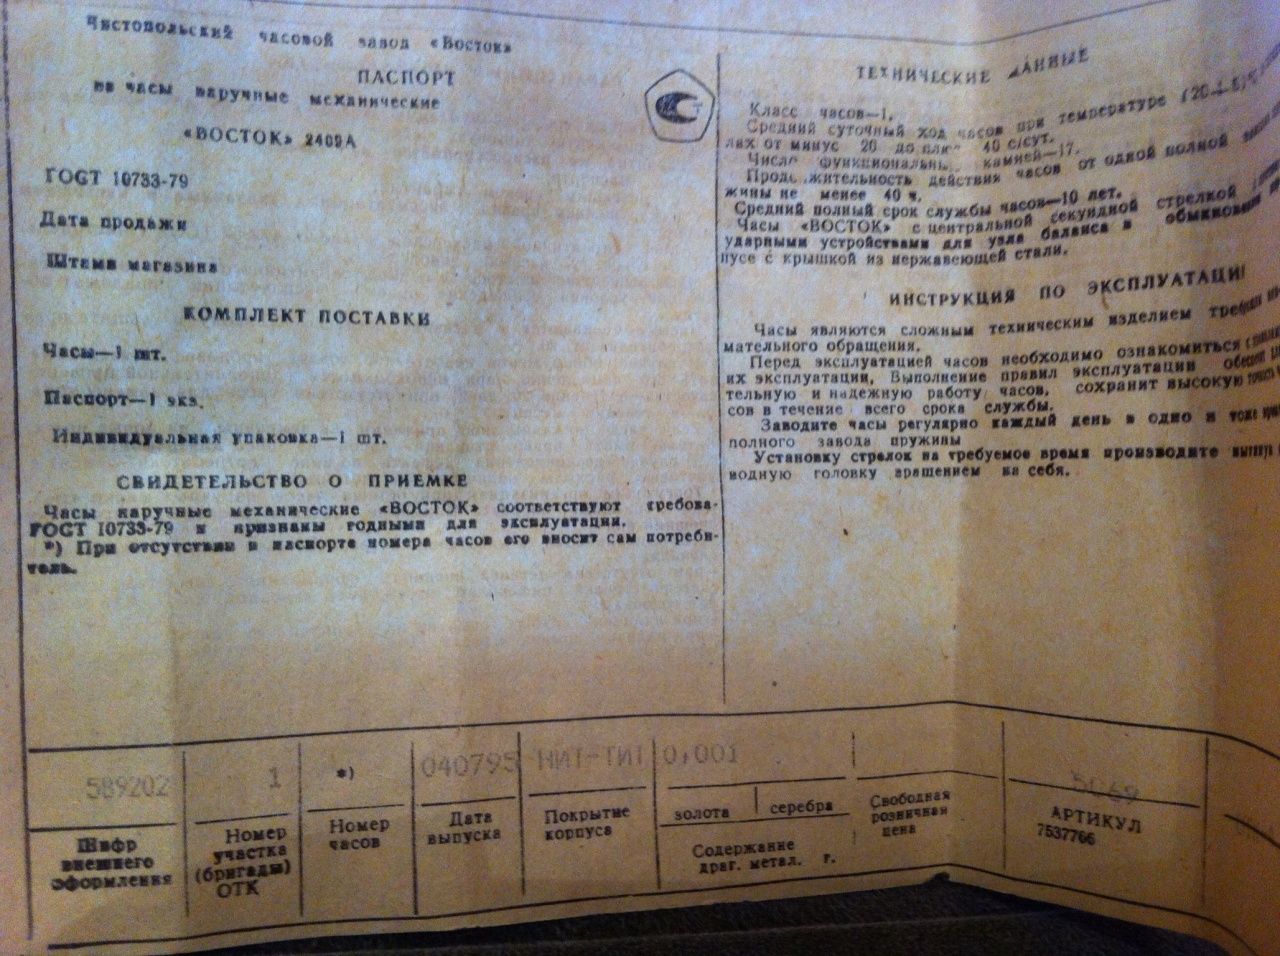 Чистопольский часовой завод «Восток»
ПАСПОРТ
на часы наручные механические
«ВОСТОК» 2409А
ГОСТ 10733-79
Дата продажи
Штамп магазина
КОМПЛЕКТ ПОСТАВКИ
Часы—1 шт.
Паспорт—1 экз.
Индивидуальная упаковка—1 шт.
СВИДЕТЕЛЬСТВО О ПРИЕМКЕ
Часы наручные механические «ВОСТОК» соответствуют требова-
ГОСТ 10733-79 и признаны годными для эксплуатации.
*) При отсутствии в паспорте номера часов его вносит сам потреби-
тель.
ТЕХНИЧЕСКИЕ ДАННЫЕ
Класс часов—1.
Средний суточный ход часов при температуре
лах от минус 20 до плюс 40 с/сут.
Число функциональн. камней—17.
Продолжительность действия часов от одной полной
жины не менее 40 ч.
Средний полный срок службы часов—10 лет.
Часы «ВОСТОК» с центральной секундной стрелкой
ударными устройствами для узла баланса в обыкновен
пусе с крышкой из нержавеющей стали.
ИНСТРУКЦИЯ ПО ЭКСПЛУАТАЦИ
Часы являются сложным техническим изделием
мательного обращения.
Перед эксплуатацией часов необходимо ознакомиться
их эксплуатации. Выполнение правил эксплуатации
тельную и надежную работу часов, сохранит высокую
сов в течение всего срока службы.
Заводите часы регулярно каждый день в одно и тоже
полного завода пружины
Установку стрелок на требуемое время производите
водную головку вращением на себя.
589202 1 *) 040795 НИТ-ТИТ 0,001
золота серебра
Шифр внешнего оформления
Номер участка (бригады) ОТК
Номер часов
Дата выпуска
Покрытие корпуса
Содержание драг. метал. г.
Свободная розничная цена
АРТИКУЛ
7537766